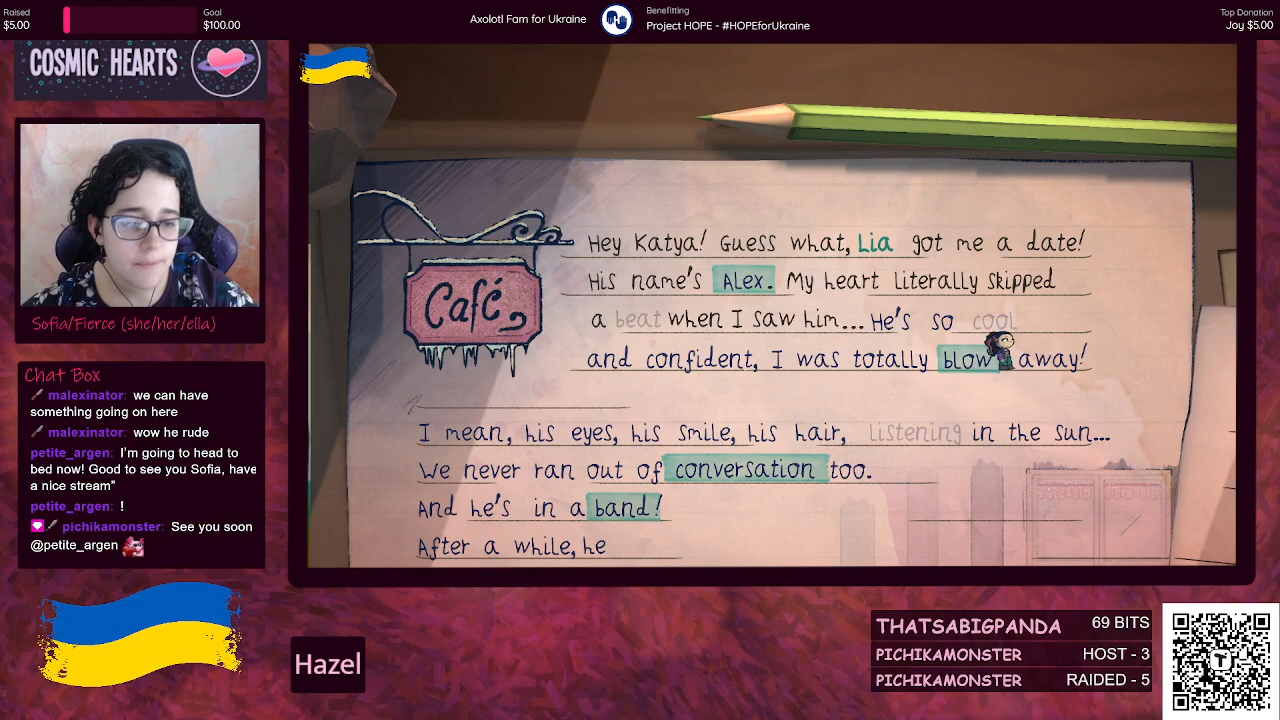 Raised
$5.00
Goal
$100.00
Axolotl Fam for Ukraine
Benefitting
Project HOPE - #HOPEforUkraine
Top Donation
Joy $5.00
COSMIC HEARTS
Sofia/Fierce (she/her/ella)
Chat Box
malexinator: we can have
something going on here
malexinator: wow he rude
petite_argen: I'm going to head to
bed now! Good to see you Sofia, have
a nice stream"
petite_argen: !
pichikamonster: See you soon
@petite_argen
Café
Hey Katya! Guess what, Lia got me a date!
His name's Alex. My heart literally skipped
a beat when I saw him... He's so cool
and confident, I was totally blow away!
I mean, his eyes, his smile, his hair, listening in the sun...
We never ran out of conversation too.
And he's in a band!
After a while, he
Hazel
THATSABIGPANDA 69 BITS
PICHIKAMONSTER HOST - 3
PICHIKAMONSTER RAIDED - 5
T